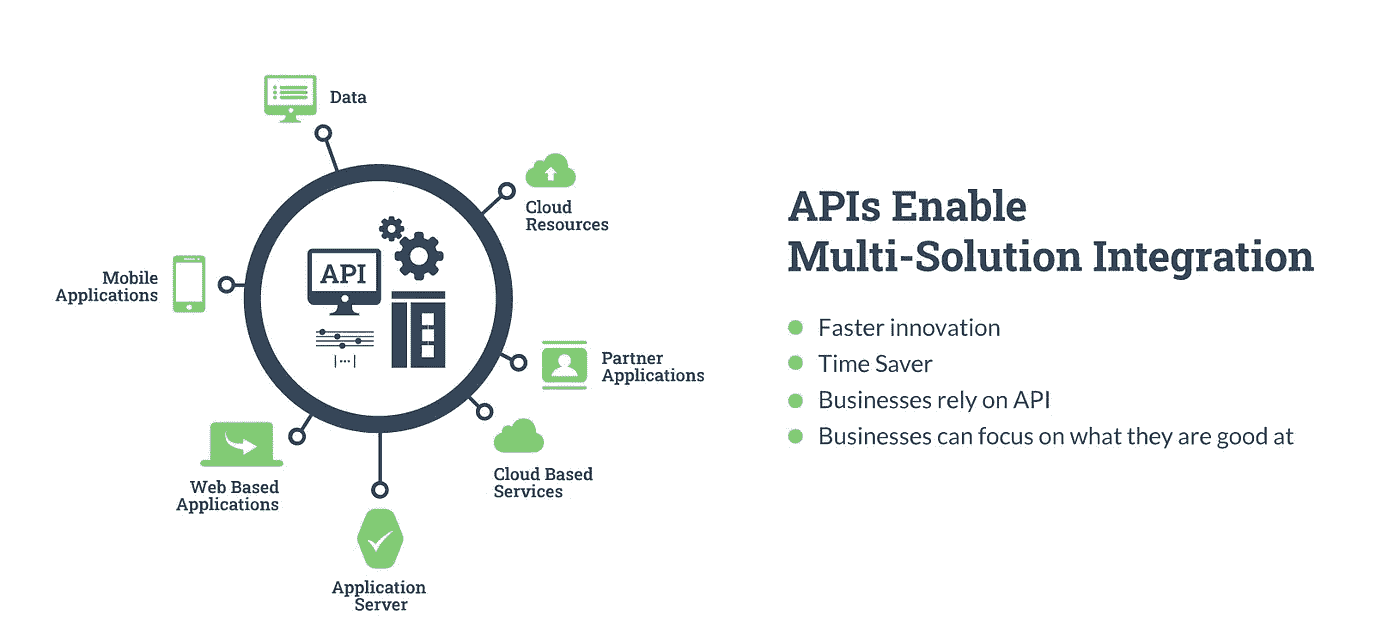 Data
Cloud
Resources
Mobile
Applications
API
|···|
Partner
Applications
Cloud Based
Services
Web Based
Applications
Application
Server
APIs Enable
Multi-Solution Integration
Faster innovation
Time Saver
Businesses rely on API
Businesses can focus on what they are good at